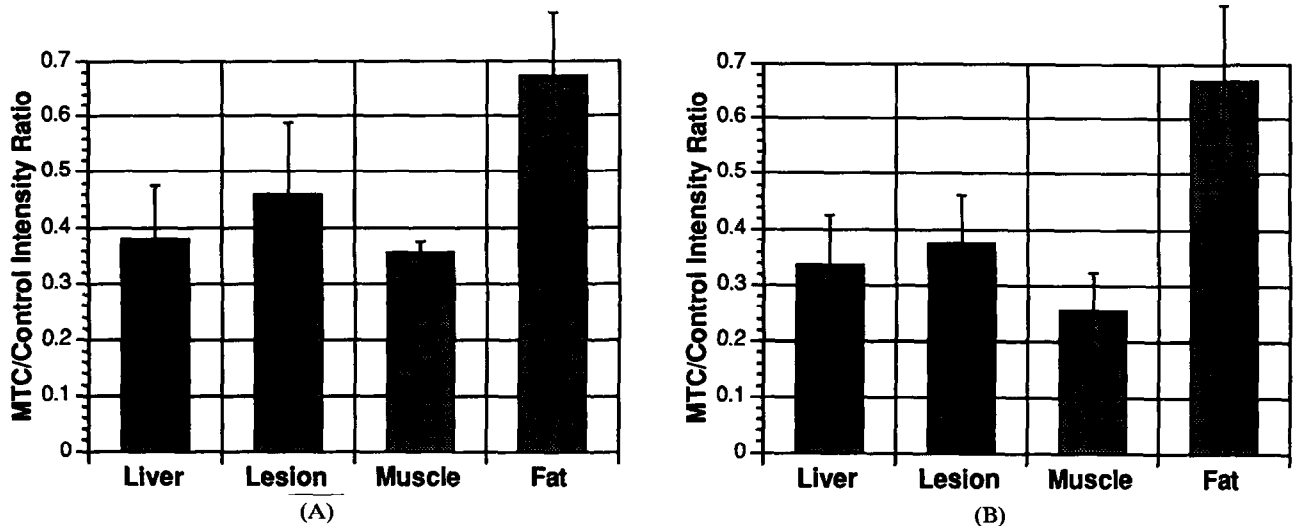 MTC/Control Intensity Ratio
0.7
0.6
0.5
0.4
0.3
0.2
0.1
0
Liver Lesion Muscle Fat
(A)
MTC/Control Intensity Ratio
0.7
0.6
0.5
0.4
0.3
0.2
0.1
0
Liver Lesion Muscle Fat
(B)